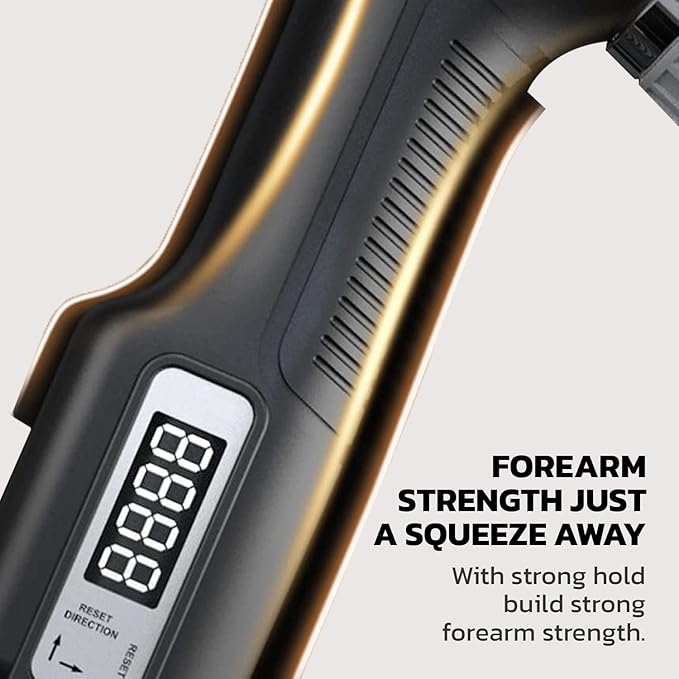 8888
RESET
DIRECTION
RESET
FOREARM
STRENGTH JUST
A SQUEEZE AWAY
With strong hold
build strong
forearm strength.